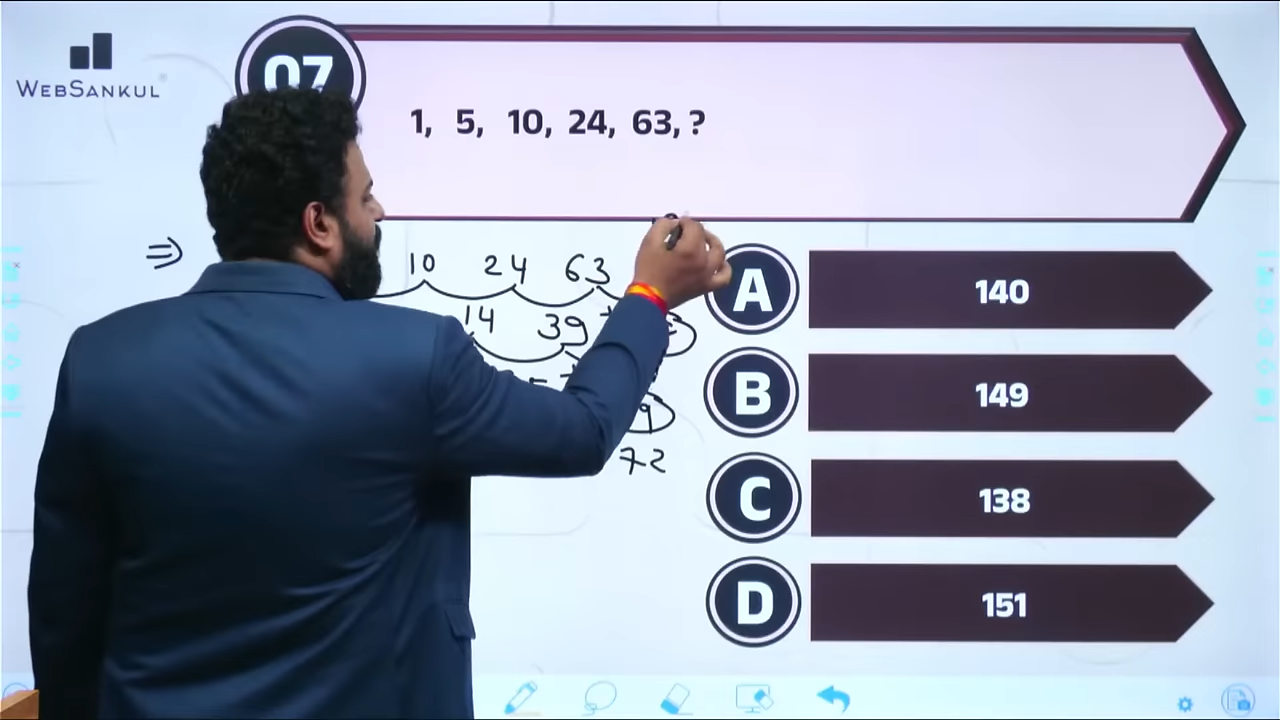 WEBSANKUL
07
1, 5, 10, 24, 63, ?
⇒ 10 24 63
14 39
72
A 140
B 149
C 138
D 151